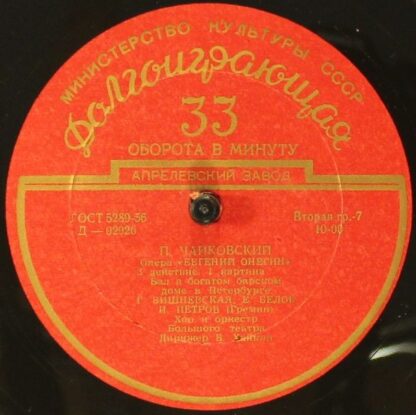 МИНИСТЕРСТВО КУЛЬТУРЫ СССР
Долгоиграющая
33
ОБОРОТА В МИНУТУ
АПРЕЛЕВСКИЙ ЗАВОД
ГОСТ 5289-56
Д — 02926
Вторая гр.-7
10-00
П. ЧАЙКОВСКИЙ
Опера «ЕВГЕНИЙ ОНЕГИН»
3 действие, 1 картина
Бал в богатом барском
доме в Петербурге
Г. ВИШНЕВСКАЯ, Е. БЕЛОВ
И. ПЕТРОВ (Гремин)
Хор и оркестр
Большого театра
Дирижер Б.